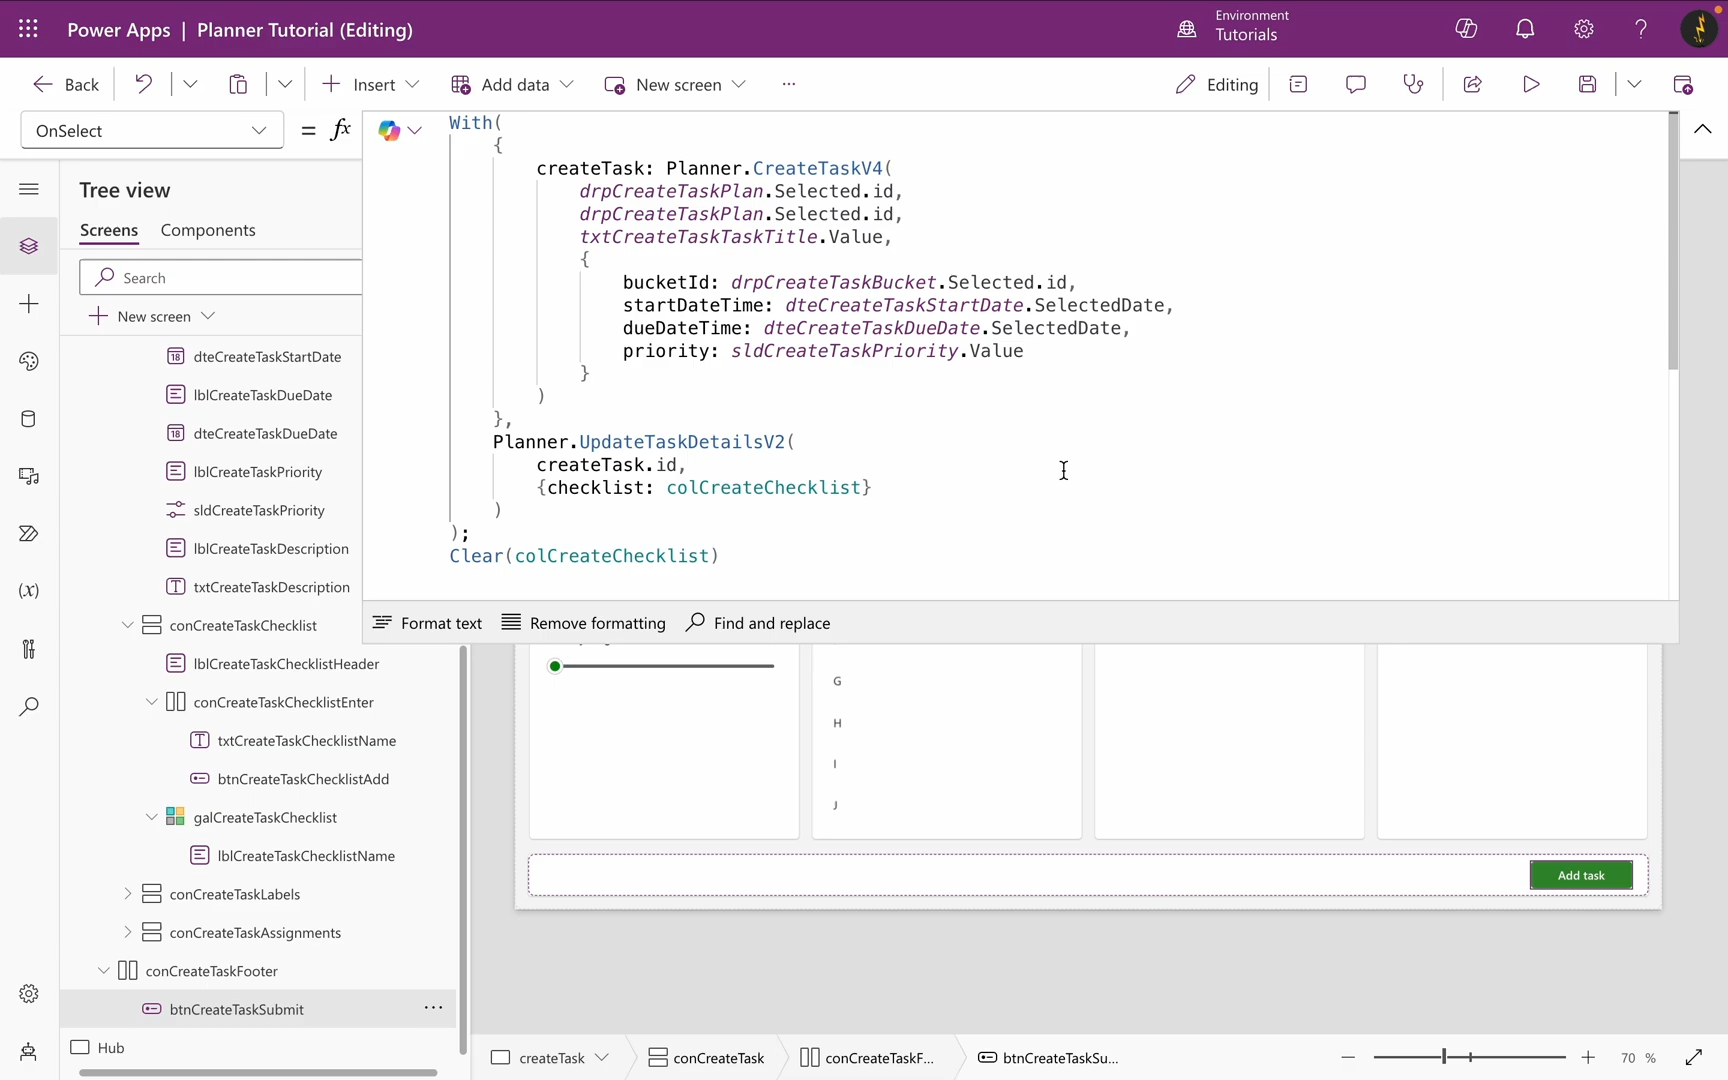 Power Apps | Planner Tutorial (Editing)
Environment
Tutorials
?
Back
Insert
Add data
New screen
...
Editing
OnSelect
= fx
With(
{
createTask: Planner.CreateTaskV4(
drpCreateTaskPlan.Selected.id,
drpCreateTaskPlan.Selected.id,
txtCreateTaskTaskTitle.Value,
{
bucketId: drpCreateTaskBucket.Selected.id,
startDateTime: dteCreateTaskStartDate.SelectedDate,
dueDateTime: dteCreateTaskDueDate.SelectedDate,
priority: sldCreateTaskPriority.Value
}
)
},
Planner.UpdateTaskDetailsV2(
createTask.id,
{checklist: colCreateChecklist}
)
);
Clear(colCreateChecklist)
Format text
Remove formatting
Find and replace
Tree view
Screens
Components
Search
New screen
dteCreateTaskStartDate
lblCreateTaskDueDate
dteCreateTaskDueDate
lblCreateTaskPriority
sldCreateTaskPriority
lblCreateTaskDescription
txtCreateTaskDescription
conCreateTaskChecklist
lblCreateTaskChecklistHeader
conCreateTaskChecklistEnter
txtCreateTaskChecklistName
btnCreateTaskChecklistAdd
galCreateTaskChecklist
lblCreateTaskChecklistName
conCreateTaskLabels
conCreateTaskAssignments
conCreateTaskFooter
btnCreateTaskSubmit
...
Hub
G
H
I
J
Add task
createTask
conCreateTask
conCreateTaskF...
btnCreateTaskSu...
70 %